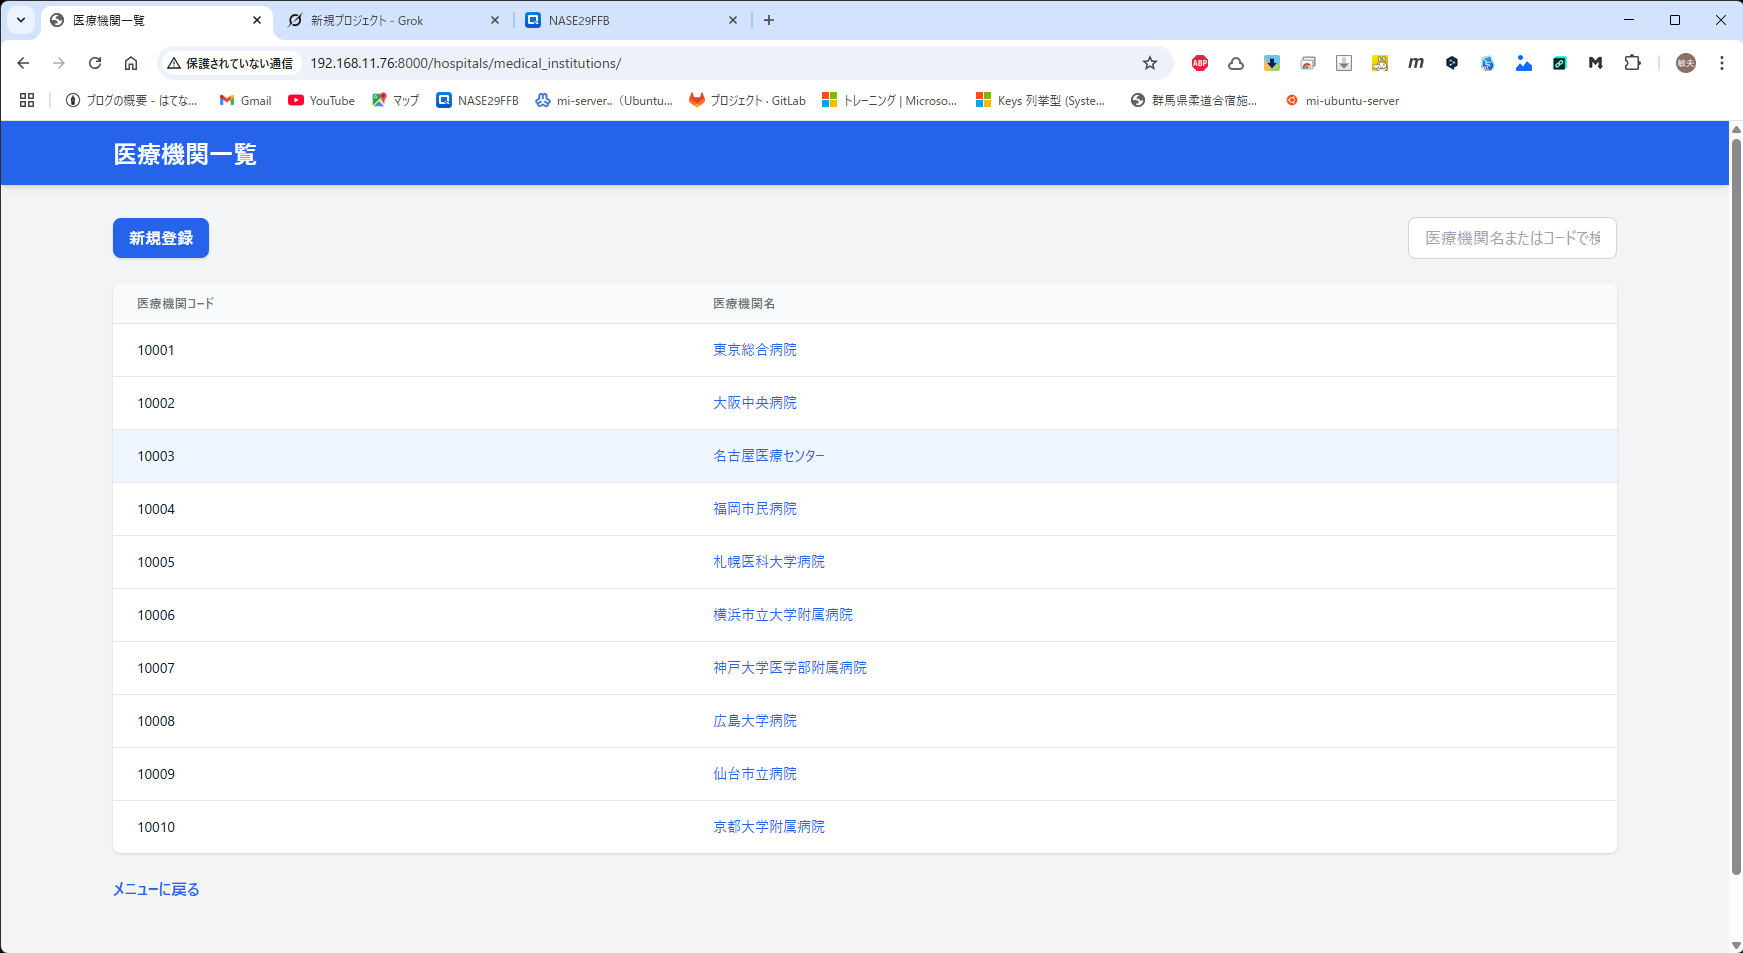 医療機関一覧
新規プロジェクト - Grok
NASE29FFB
保護されていない通信 192.168.11.76:8000/hospitals/medical_institutions/
ABP
敏夫
ブログの概要 - はてな... Gmail YouTube マップ NASE29FFB mi-server..（Ubuntu... プロジェクト · GitLab トレーニング | Microso... Keys 列挙型 (Syste... 群馬県柔道合宿施... mi-ubuntu-server
医療機関一覧
新規登録
医療機関名またはコードで検
医療機関コード 医療機関名
10001 東京総合病院
10002 大阪中央病院
10003 名古屋医療センター
10004 福岡市民病院
10005 札幌医科大学病院
10006 横浜市立大学附属病院
10007 神戸大学医学部附属病院
10008 広島大学病院
10009 仙台市立病院
10010 京都大学附属病院
メニューに戻る